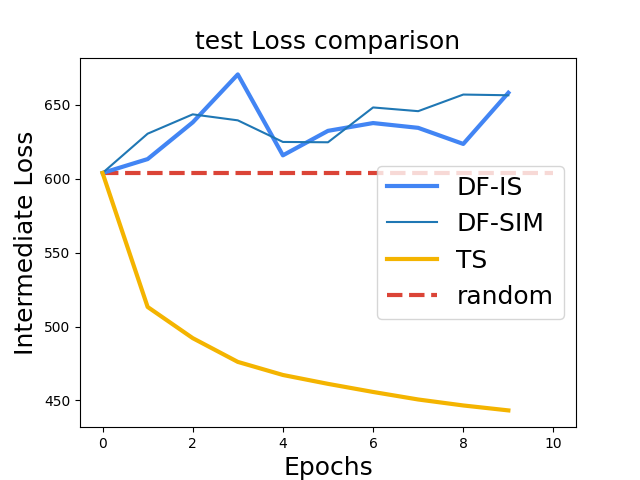 test Loss comparison
Intermediate Loss
650
600
550
500
450
DF-IS
DF-SIM
TS
random
0
2
4
6
8
10
Epochs